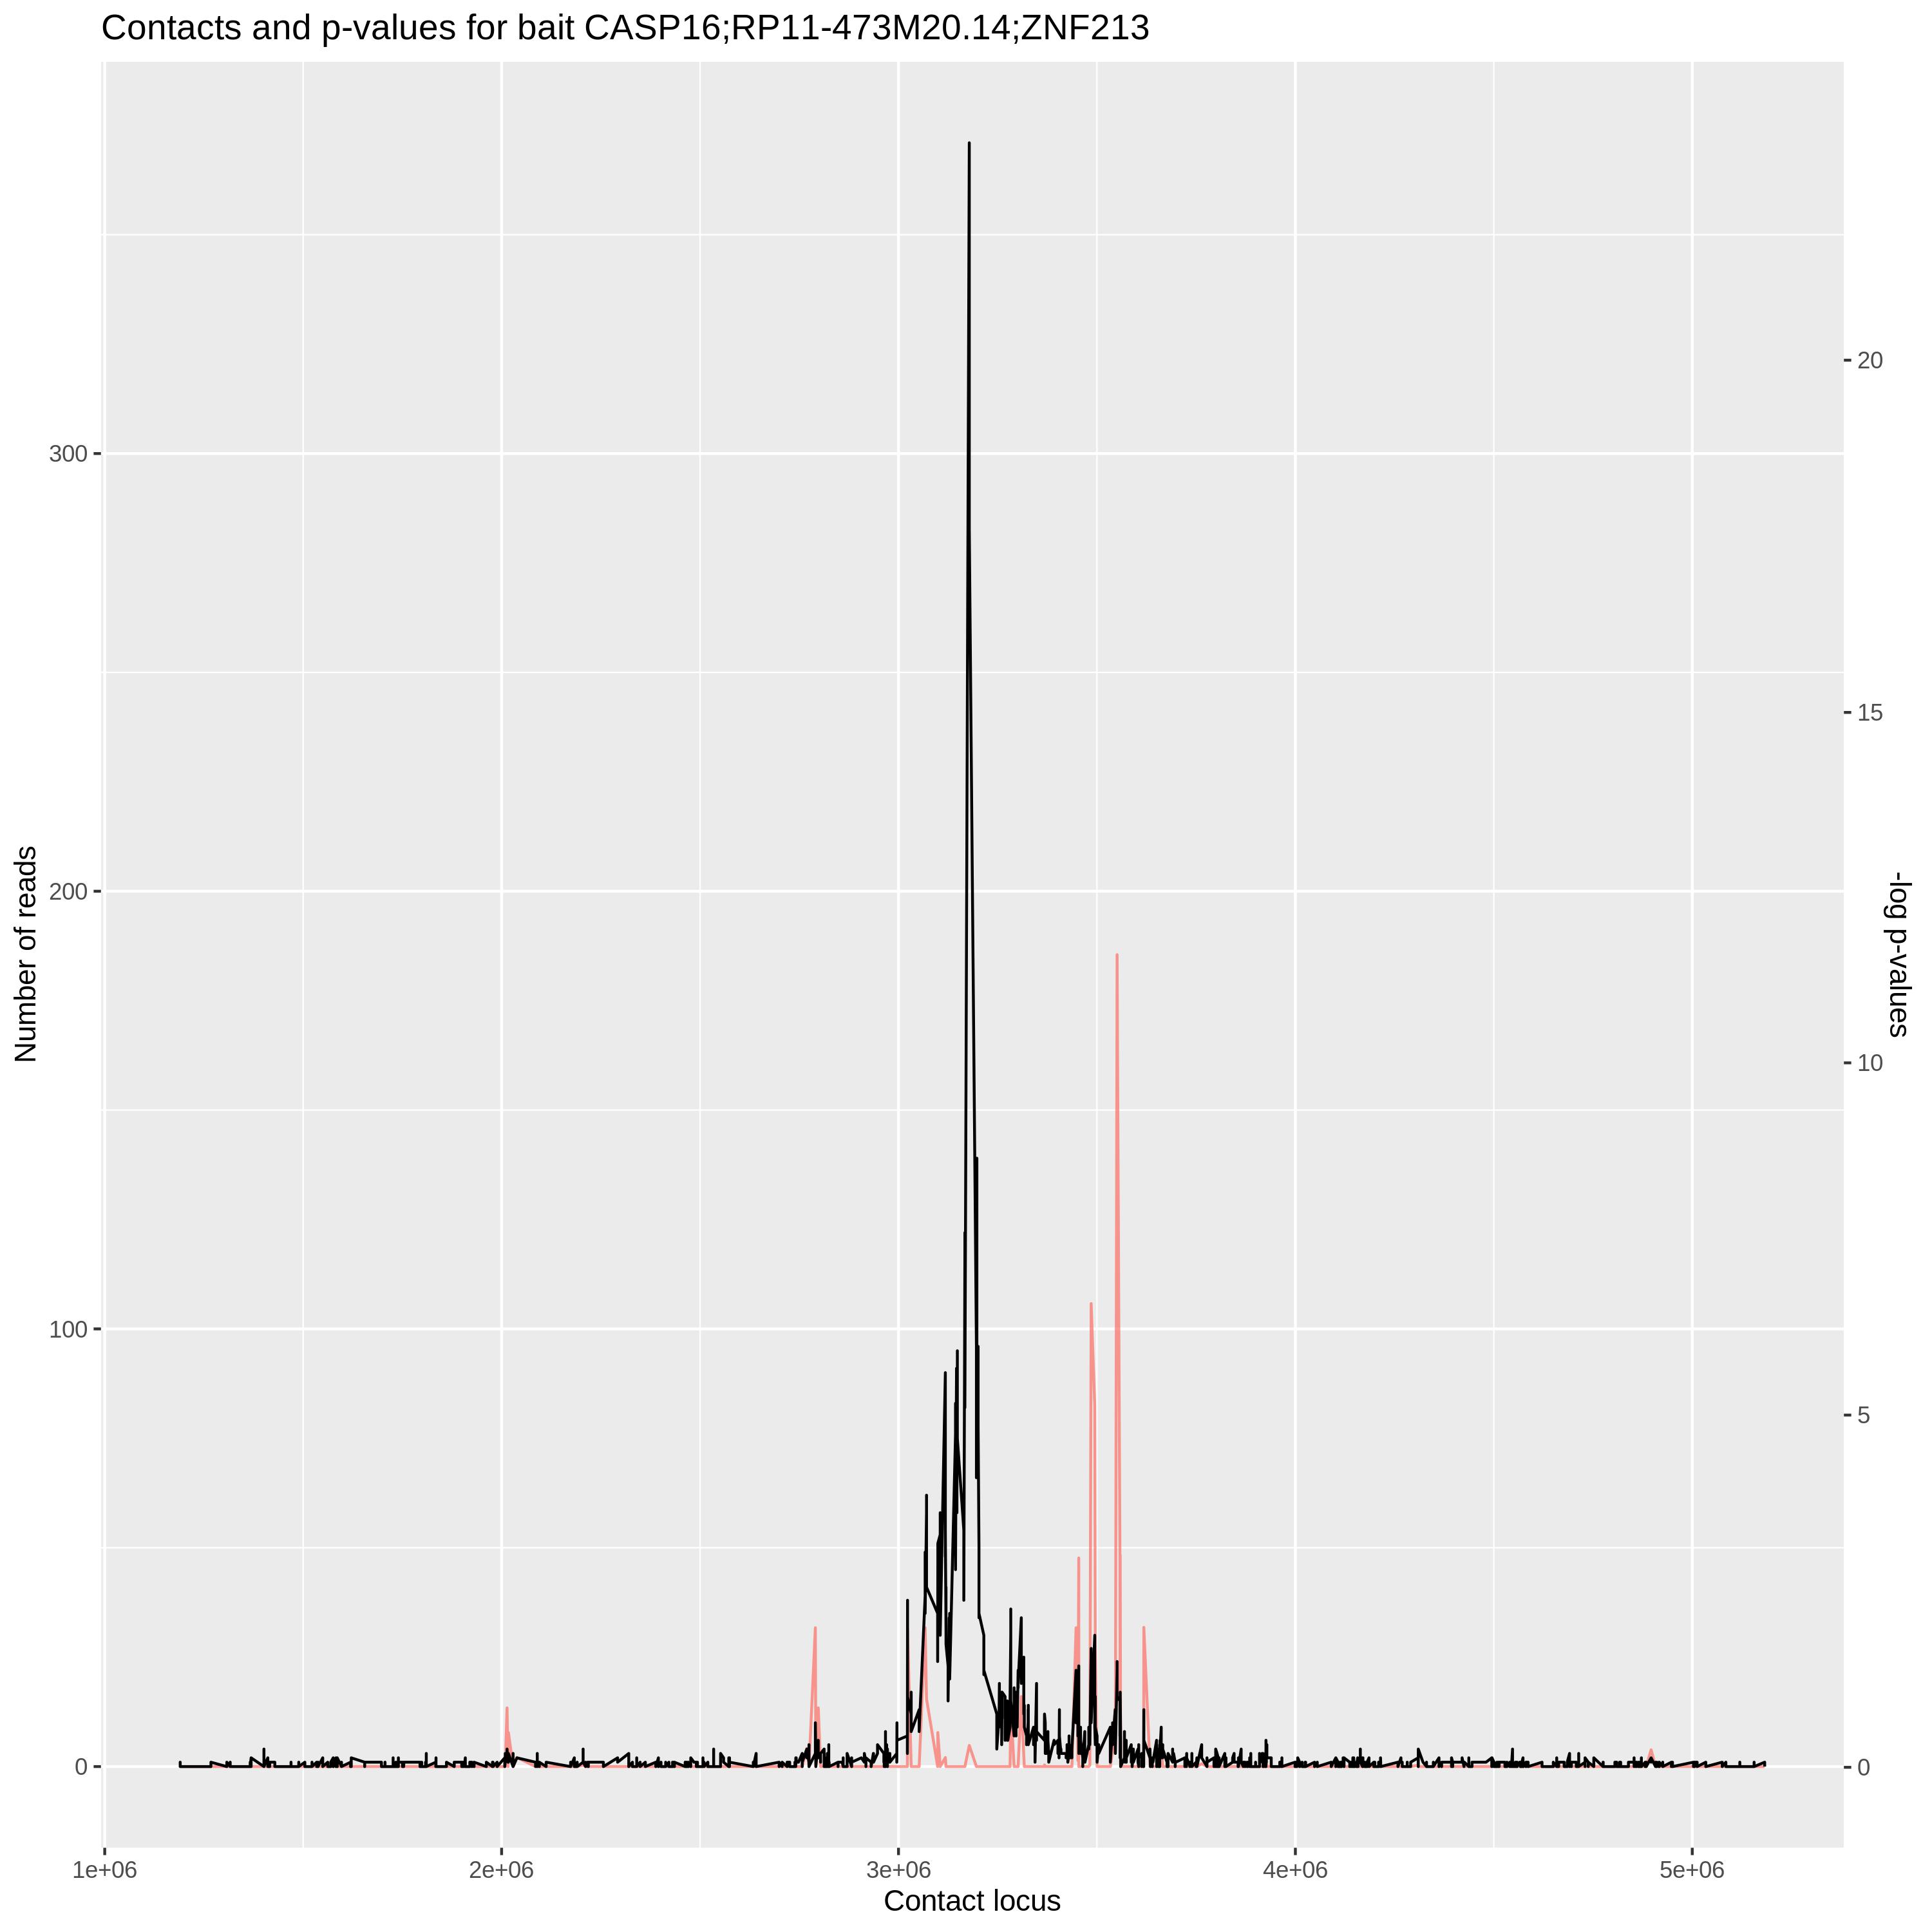 Contacts and p-values for bait CASP16;RP11-473M20.14;ZNF213
Number of reads
300
200
100
0
20
15
10
5
0
-log p-values
1e+06
2e+06
3e+06
4e+06
5e+06
Contact locus